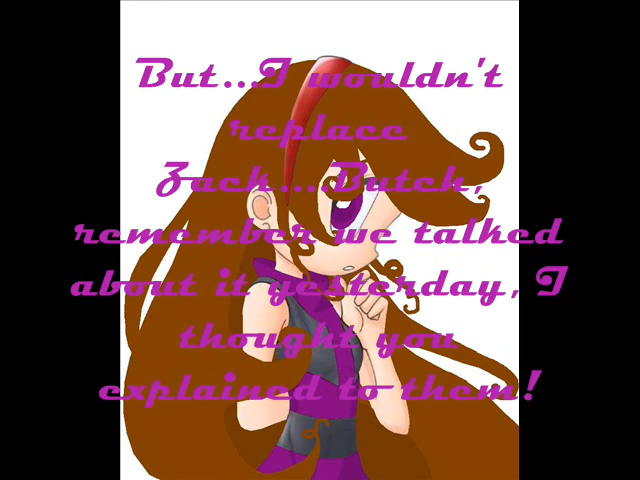 But...I wouldn't
replace
Zack....Butch,
remember we talked
about it yesterday, I
thought you
explained to them!